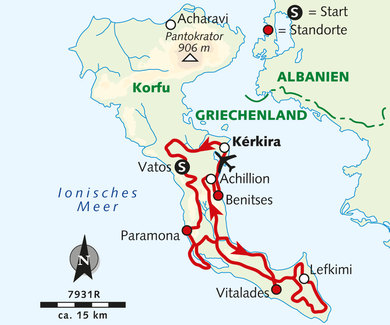 Acharavi
Pantokrator
906 m
S = Start
= Standorte
ALBANIEN
Korfu
GRIECHENLAND
Kérkira
Vatos S
Achillion
Benitses
Ionisches
Meer
Paramona
Lefkimi
Vitalades
N
7931R
ca. 15 km